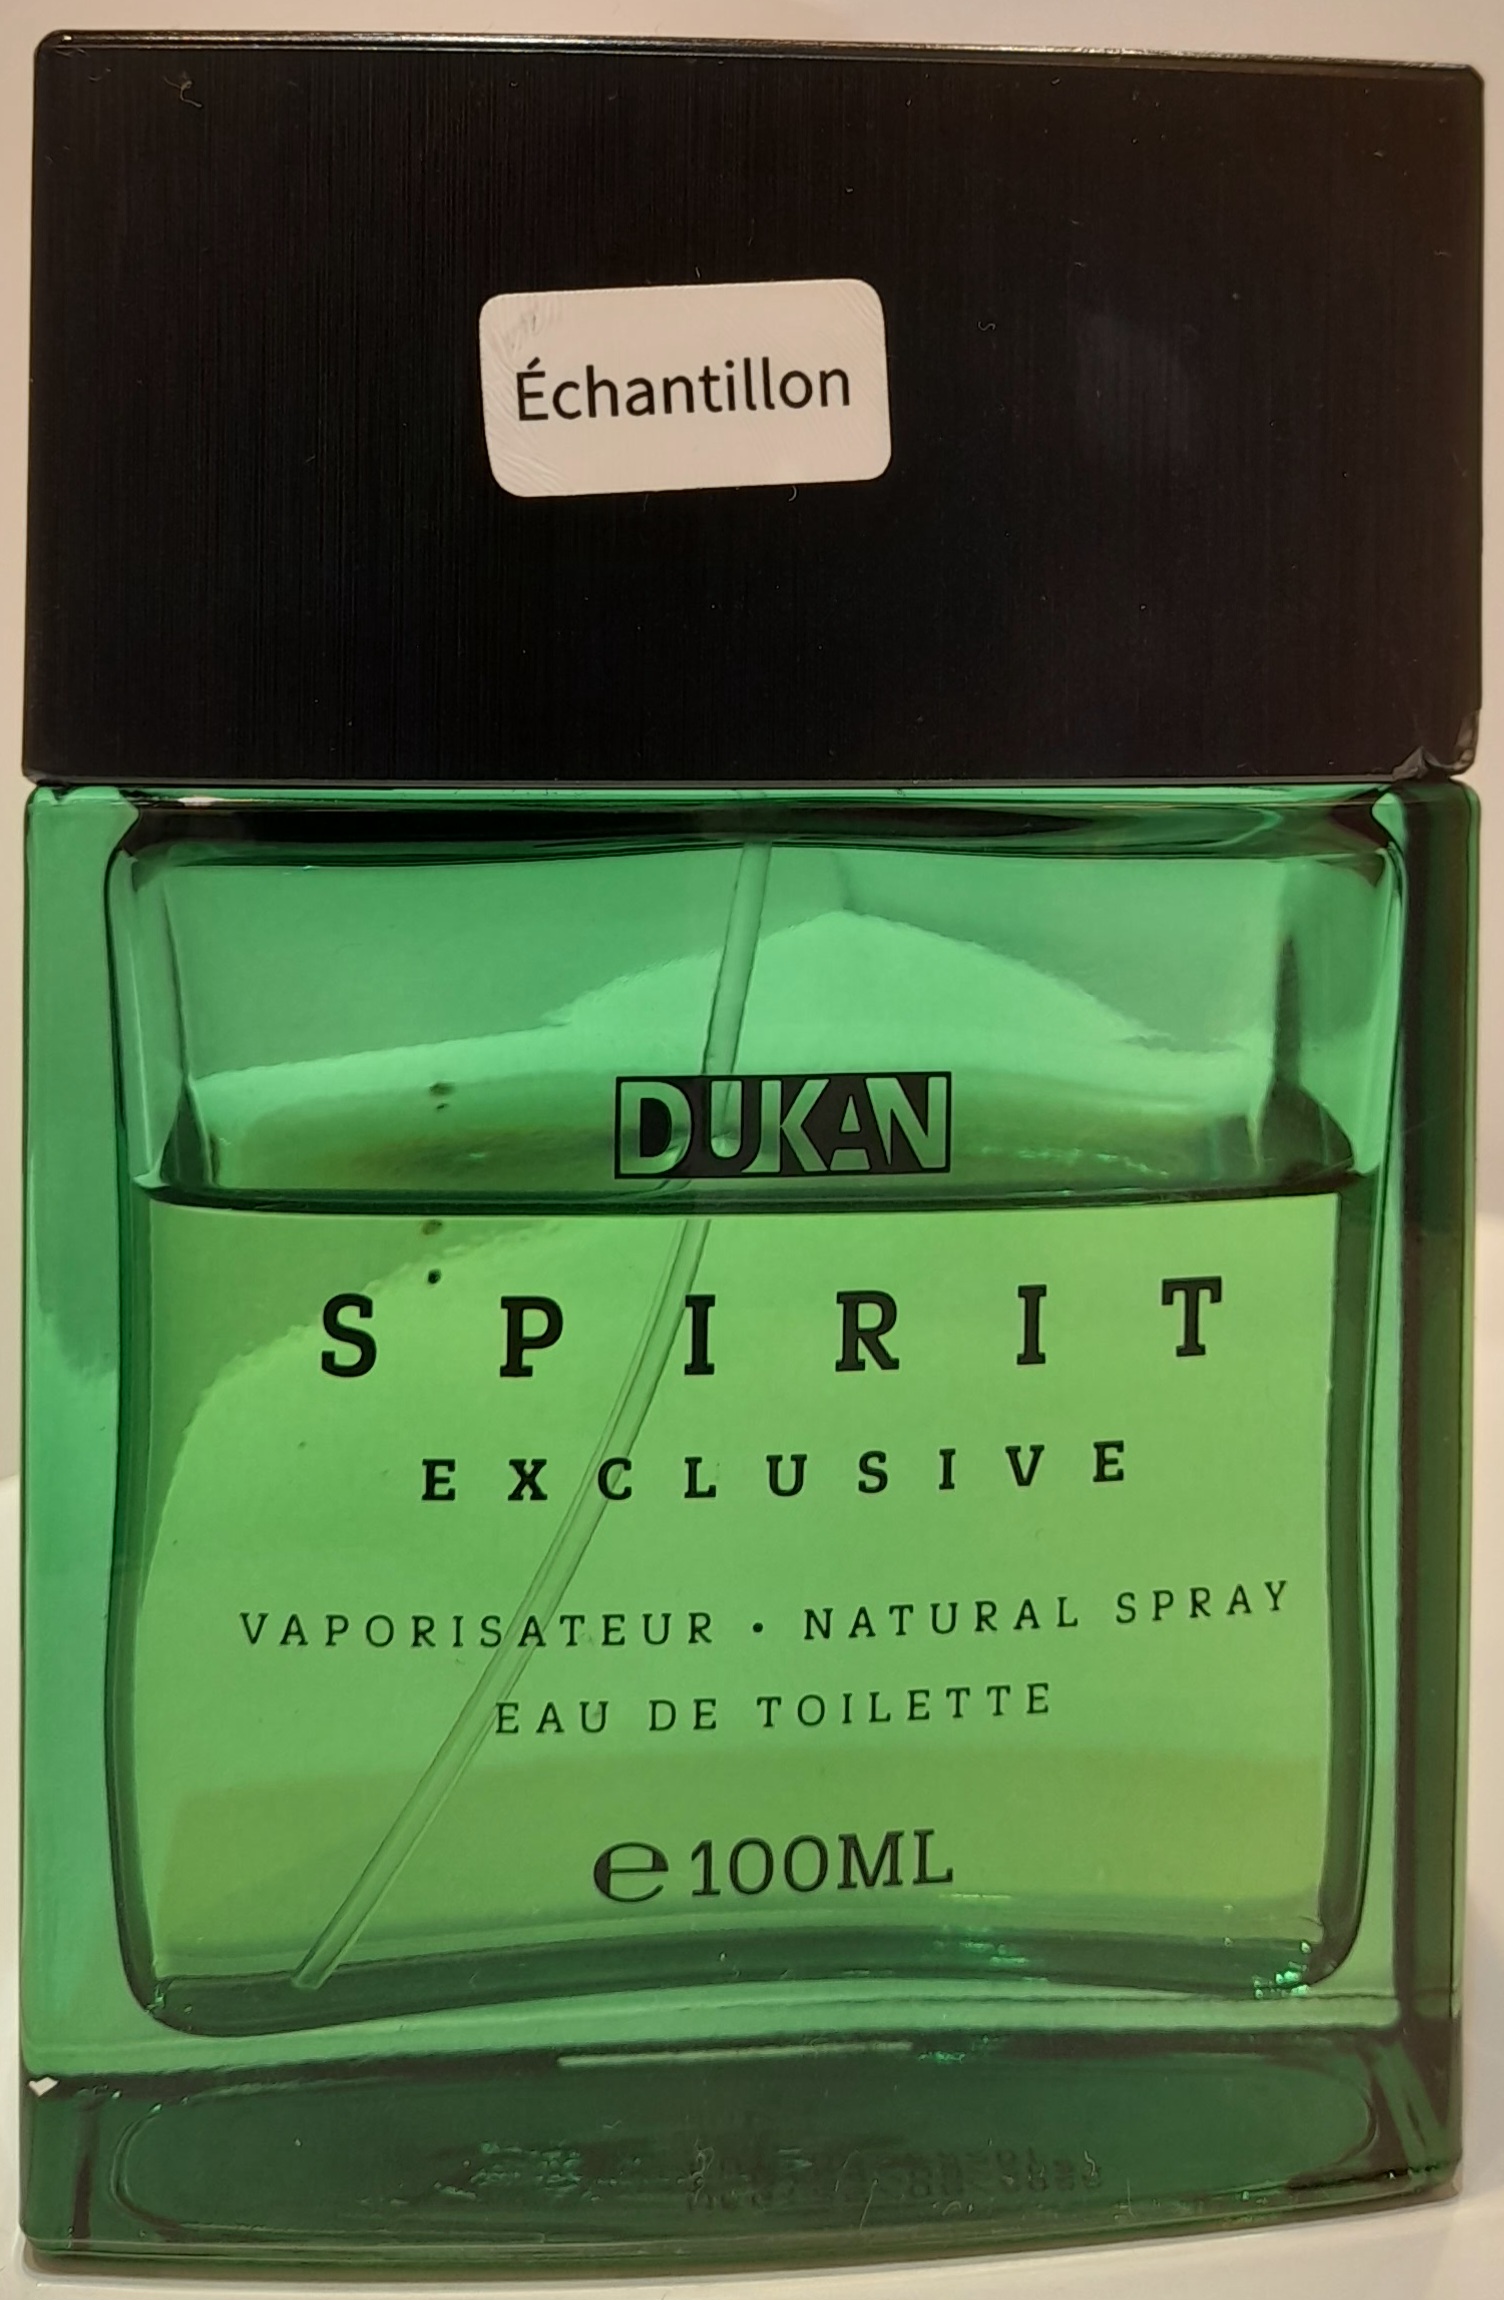 Échantillon
DUKAN
SPIRIT
EXCLUSIVE
VAPORISATEUR • NATURAL SPRAY
EAU DE TOILETTE
℮100ML